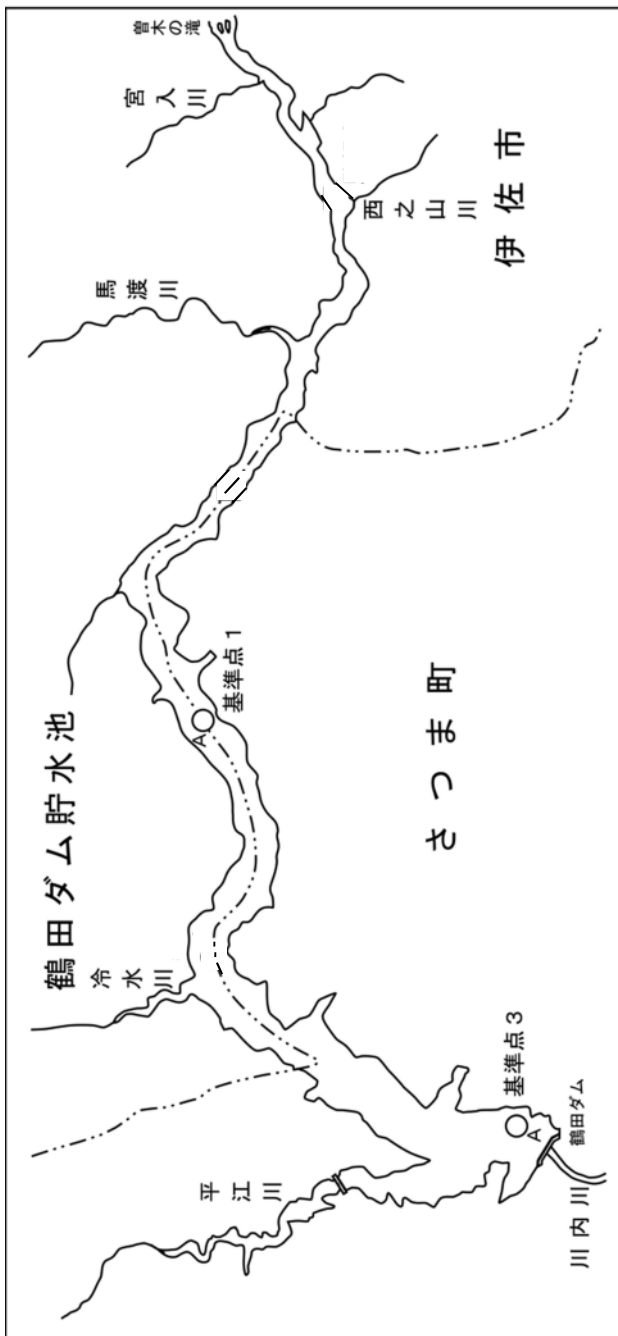 鶴田ダム貯水池
曽木の滝
宮人川
西之山川
伊佐市
馬渡川
A
基準点1
さつま町
冷水川
平江川
A
基準点3
鶴田ダム
川内川